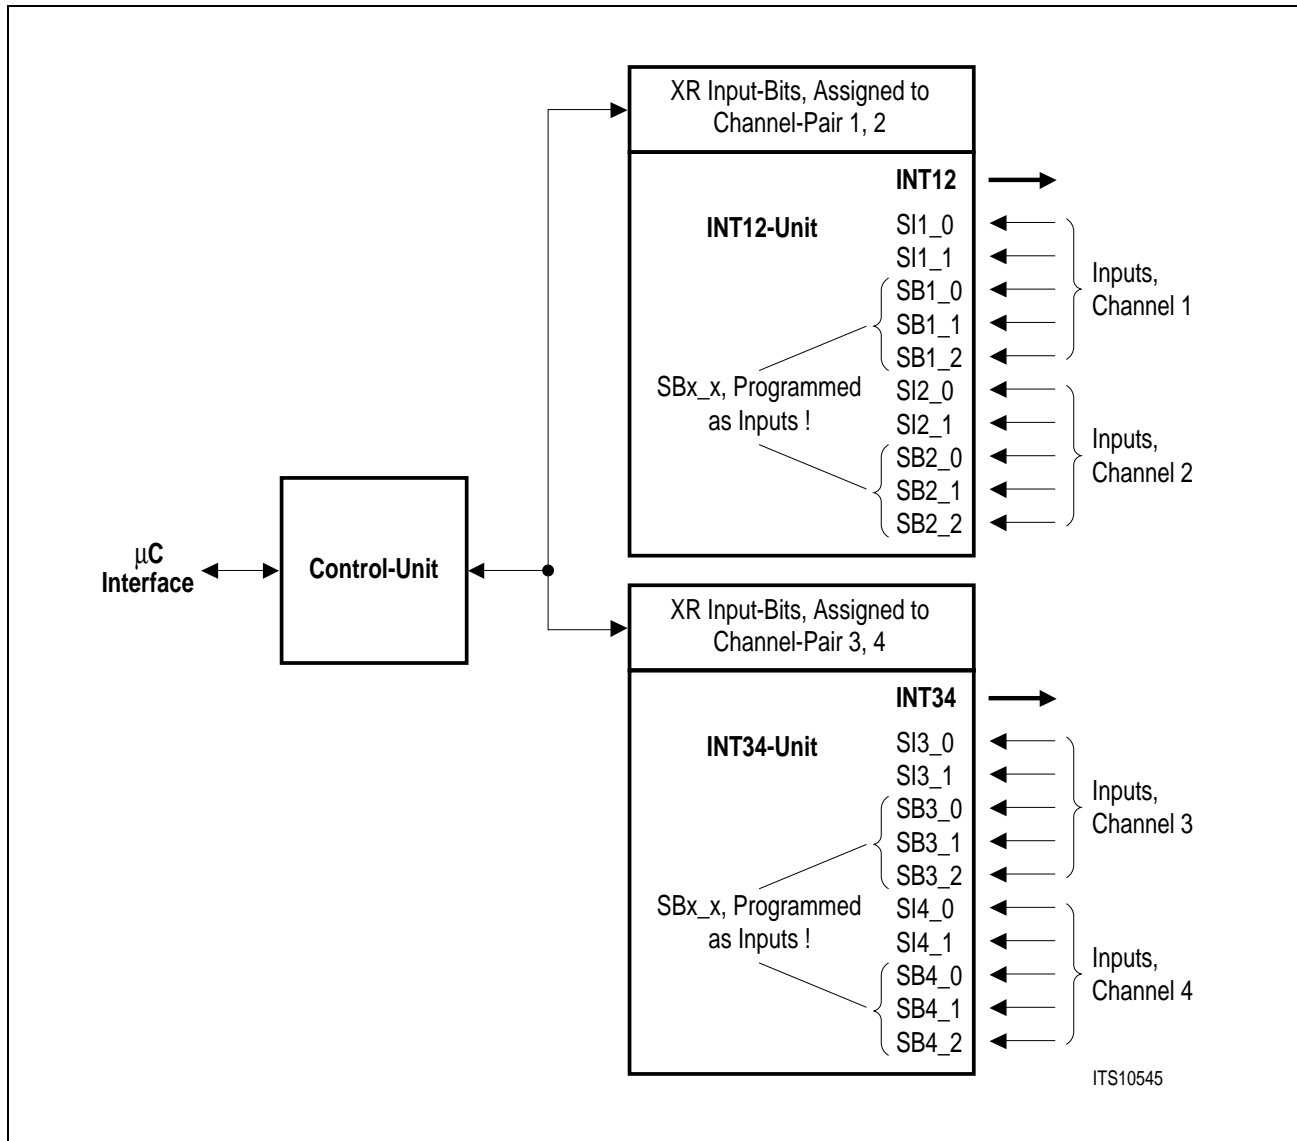 XR Input-Bits, Assigned to
Channel-Pair 1, 2
INT12
INT12-Unit
SI1_0
SI1_1
SB1_0
SB1_1
SB1_2
Inputs,
Channel 1
SBx_x, Programmed
as Inputs !
SI2_0
SI2_1
SB2_0
SB2_1
SB2_2
Inputs,
Channel 2
µC
Interface
Control-Unit
XR Input-Bits, Assigned to
Channel-Pair 3, 4
INT34
INT34-Unit
SI3_0
SI3_1
SB3_0
SB3_1
SB3_2
Inputs,
Channel 3
SBx_x, Programmed
as Inputs !
SI4_0
SI4_1
SB4_0
SB4_1
SB4_2
Inputs,
Channel 4
ITS10545